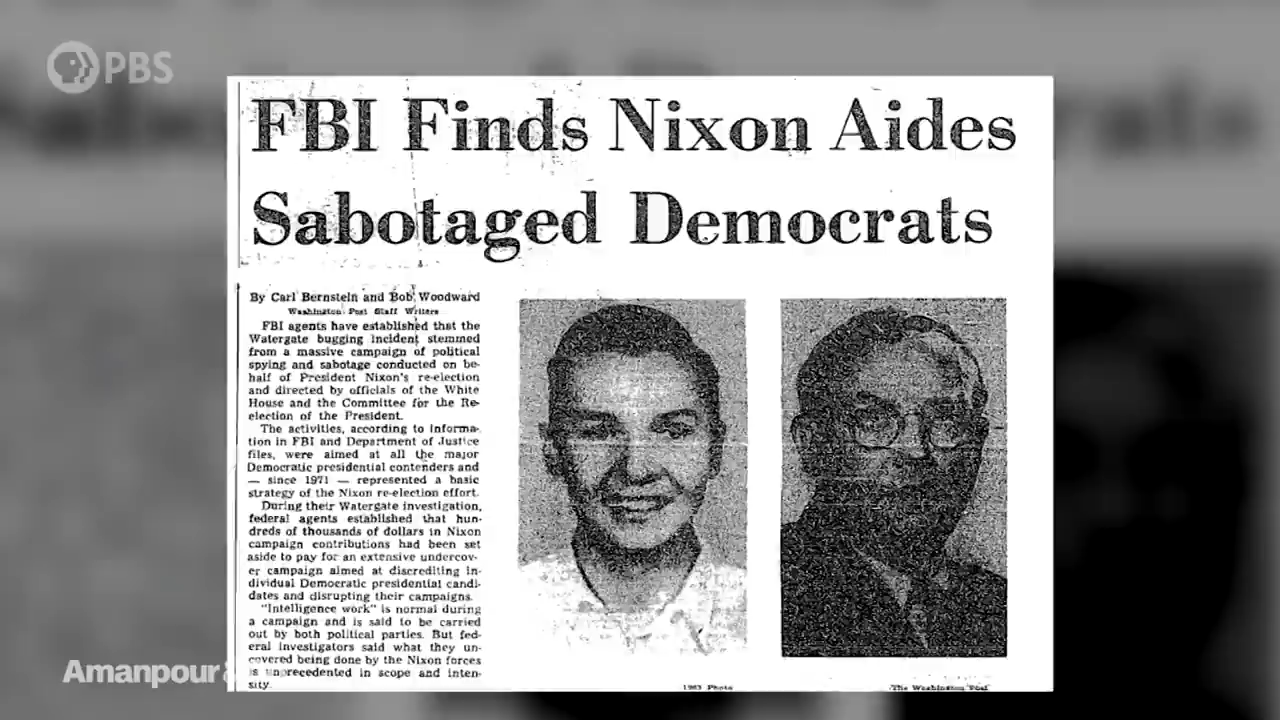 PBS
FBI Finds Nixon Aides
Sabotaged Democrats
By Carl Bernstein and Bob Woodward
Washington Post Staff Writers
FBI agents have established that the
Watergate bugging incident stemmed
from a massive campaign of political
spying and sabotage conducted on be-
half of President Nixon's re-election
and directed by officials of the White
House and the Committee for the Re-
election of the President.
The activities, according to informa-
tion in FBI and Department of Justice
files, were aimed at all the major
Democratic presidential contenders and
— since 1971 — represented a basic
strategy of the Nixon re-election effort.
During their Watergate investigation,
federal agents established that hun-
dreds of thousands of dollars in Nixon
campaign contributions had been set
aside to pay for an extensive undercov-
er campaign aimed at discrediting in-
dividual Democratic presidential candi-
dates and disrupting their campaigns.
"Intelligence work" is normal during
a campaign and is said to be carried
out by both political parties. But fed-
eral investigators said what they un-
covered being done by the Nixon forces
is unprecedented in scope and inten-
sity.
1963 Photo
The Washington Post
Amanpour